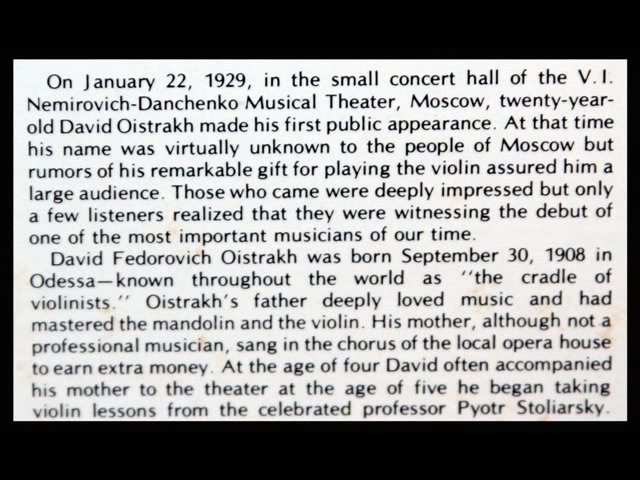 On January 22, 1929, in the small concert hall of the V.I.
Nemirovich-Danchenko Musical Theater, Moscow, twenty-year-
old David Oistrakh made his first public appearance. At that time
his name was virtually unknown to the people of Moscow but
rumors of his remarkable gift for playing the violin assured him a
large audience. Those who came were deeply impressed but only
a few listeners realized that they were witnessing the debut of
one of the most important musicians of our time.
David Fedorovich Oistrakh was born September 30, 1908 in
Odessa—known throughout the world as "the cradle of
violinists." Oistrakh's father deeply loved music and had
mastered the mandolin and the violin. His mother, although not a
professional musician, sang in the chorus of the local opera house
to earn extra money. At the age of four David often accompanied
his mother to the theater at the age of five he began taking
violin lessons from the celebrated professor Pyotr Stoliarsky.